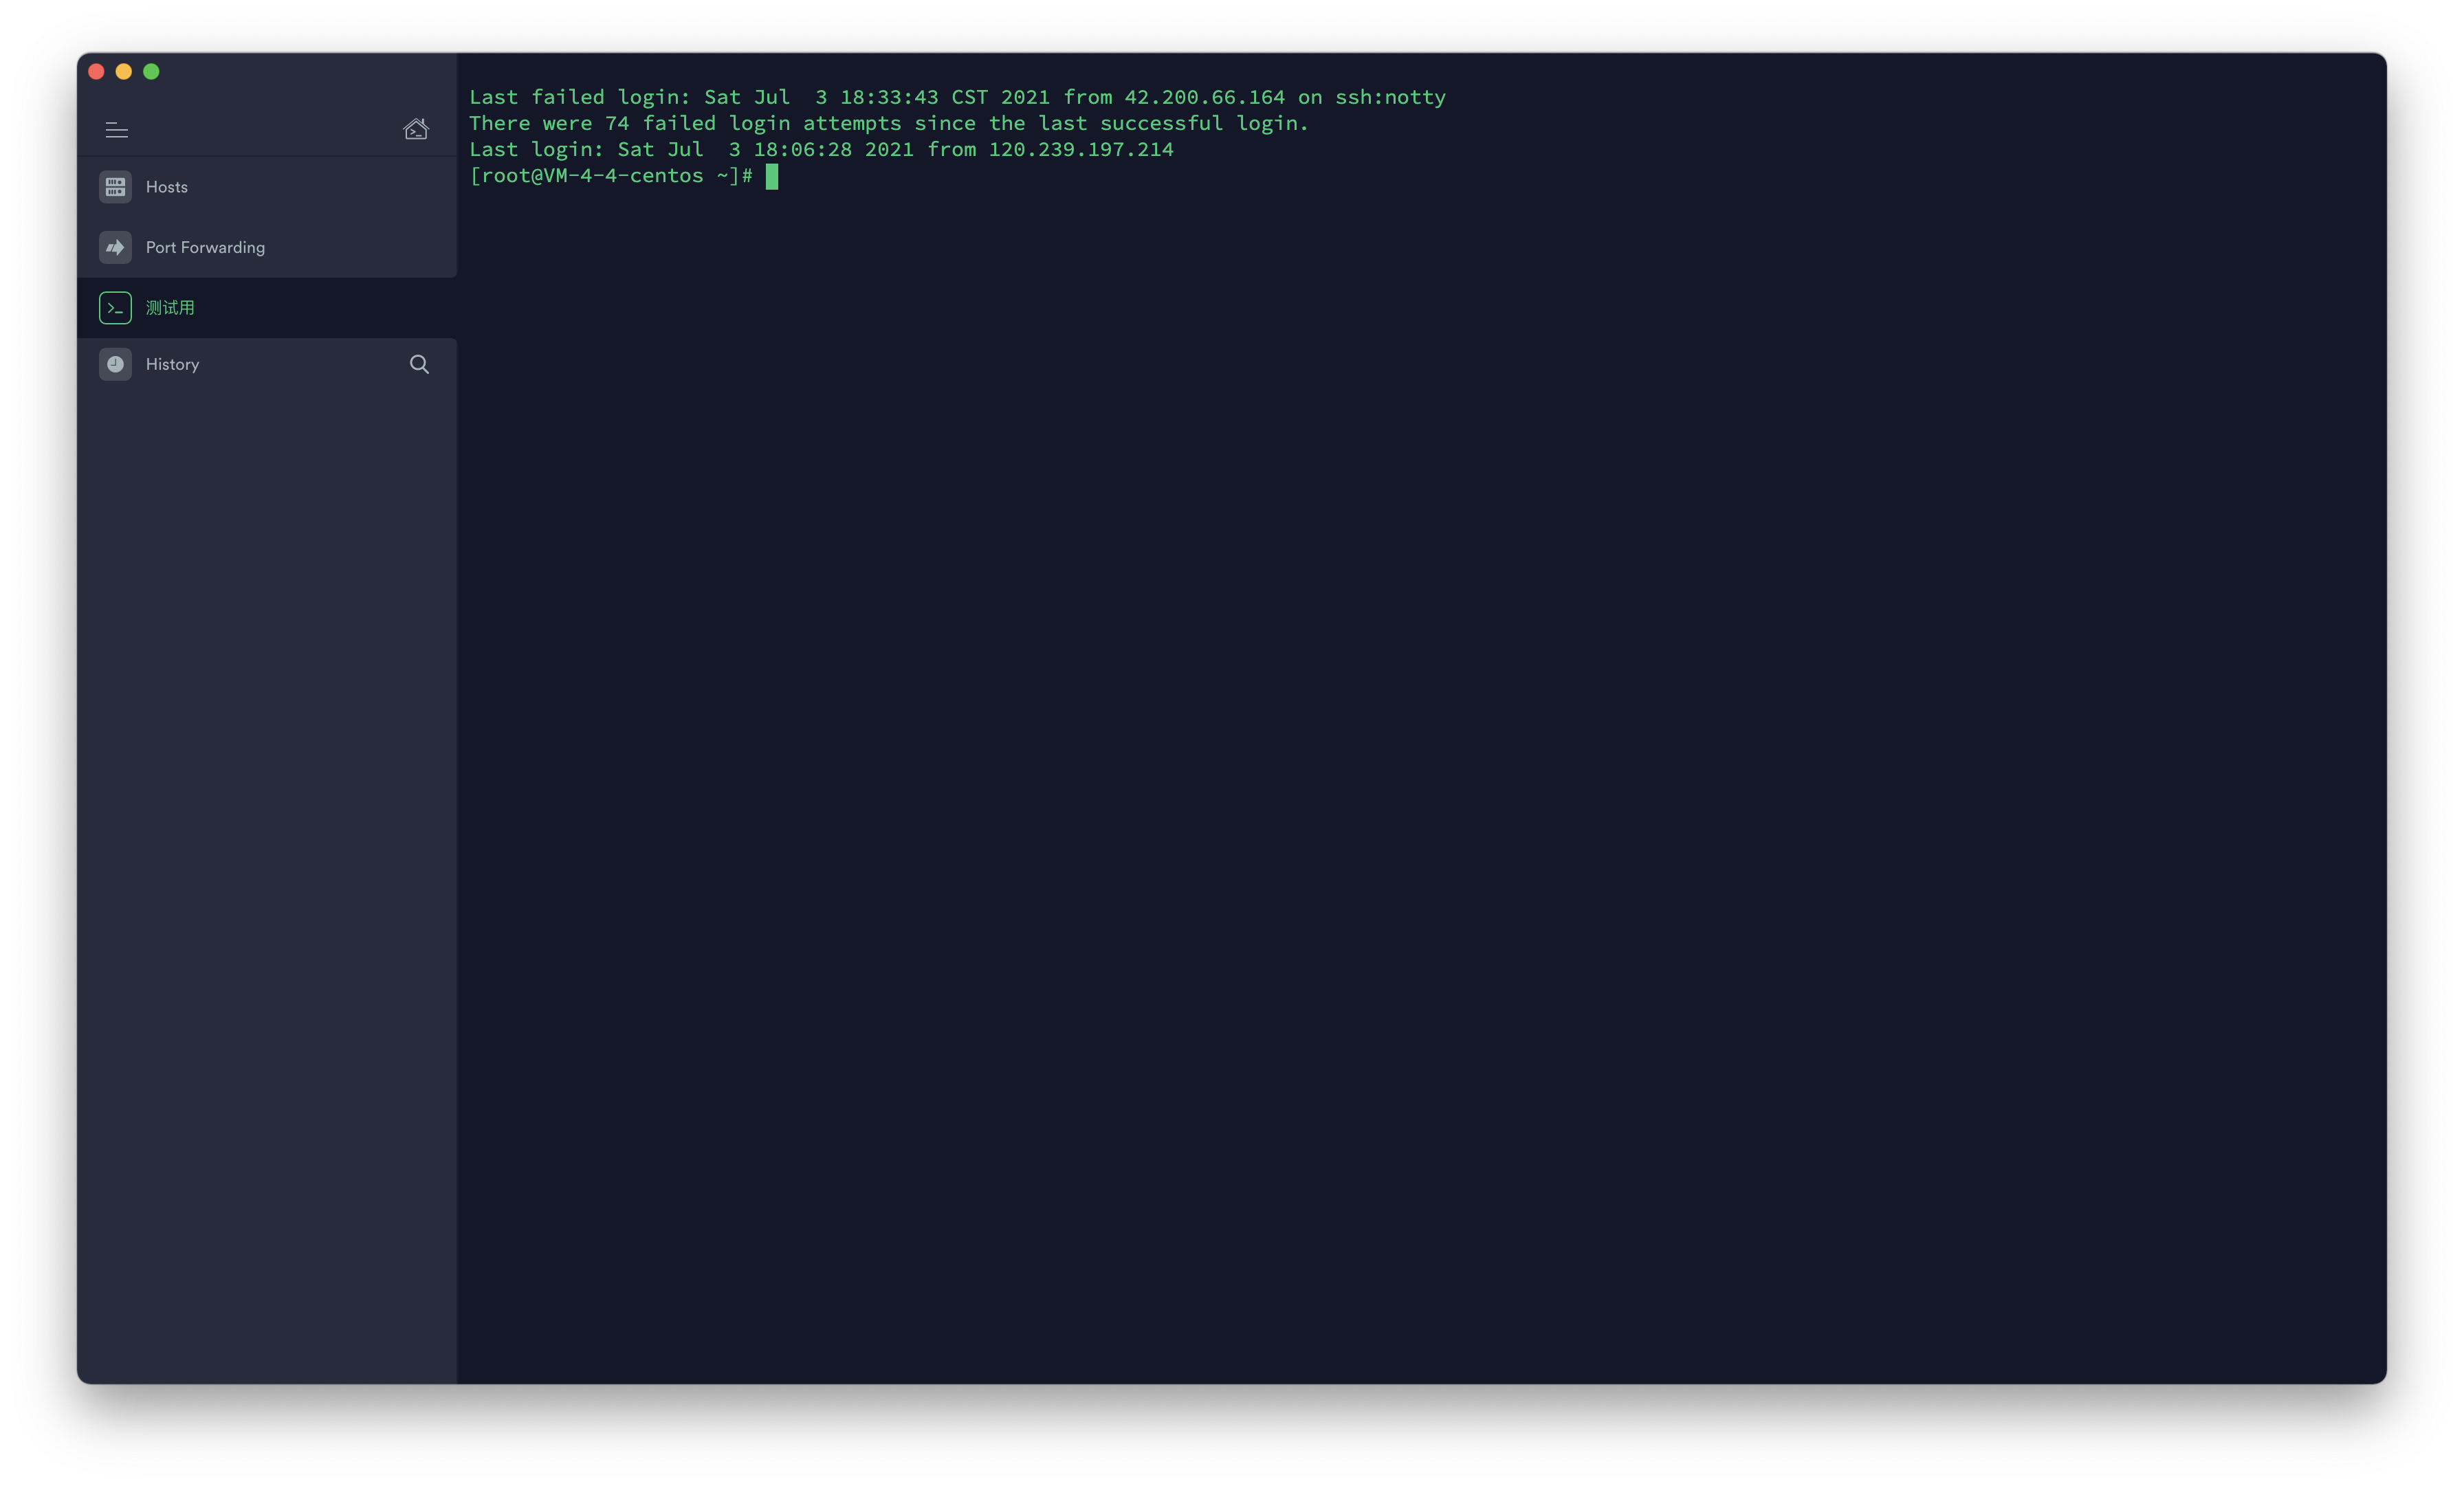 Hosts
Port Forwarding
测试用
History
Last failed login: Sat Jul  3 18:33:43 CST 2021 from 42.200.66.164 on ssh:notty
There were 74 failed login attempts since the last successful login.
Last login: Sat Jul  3 18:06:28 2021 from 120.239.197.214
[root@VM-4-4-centos ~]#